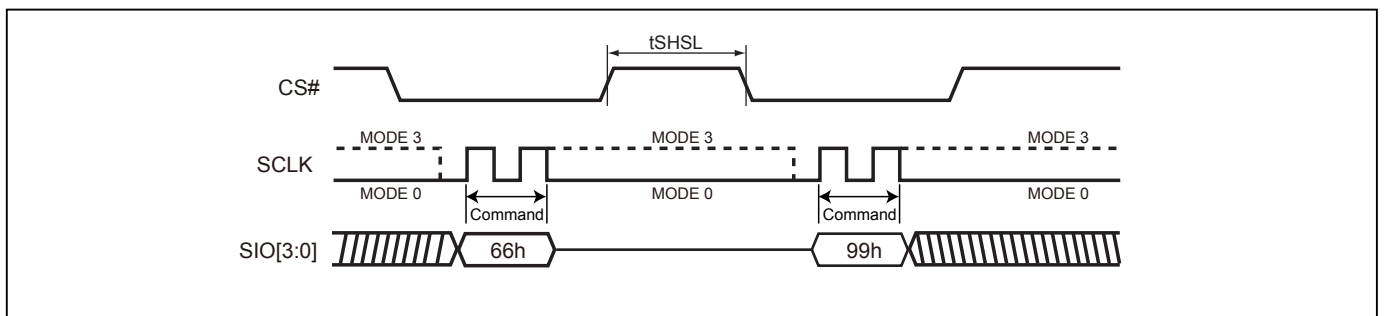 tSHSL
CS#
MODE 3 MODE 3 MODE 3
SCLK
MODE 0 MODE 0 MODE 0
Command Command
SIO[3:0] 66h 99h